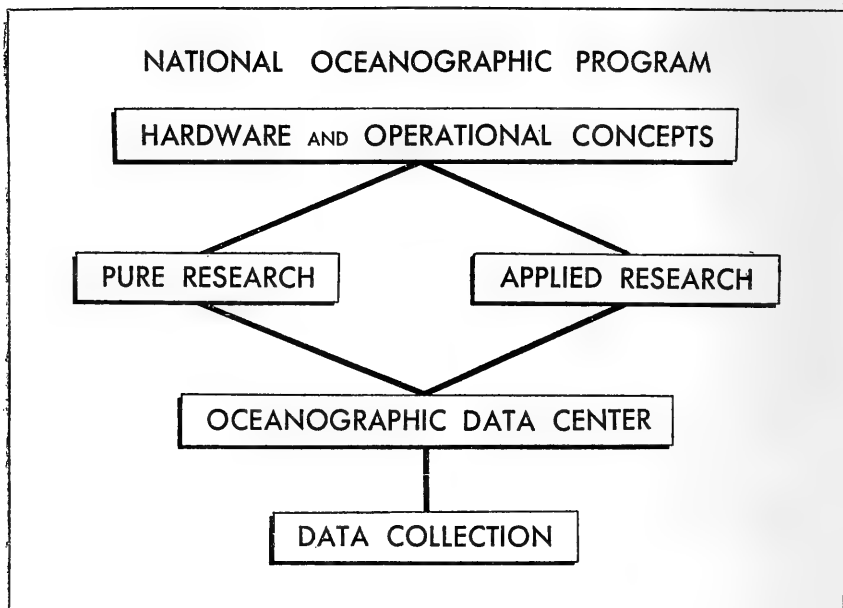 NATIONAL OCEANOGRAPHIC PROGRAM
HARDWARE AND OPERATIONAL CONCEPTS
PURE RESEARCH
APPLIED RESEARCH
OCEANOGRAPHIC DATA CENTER
DATA COLLECTION